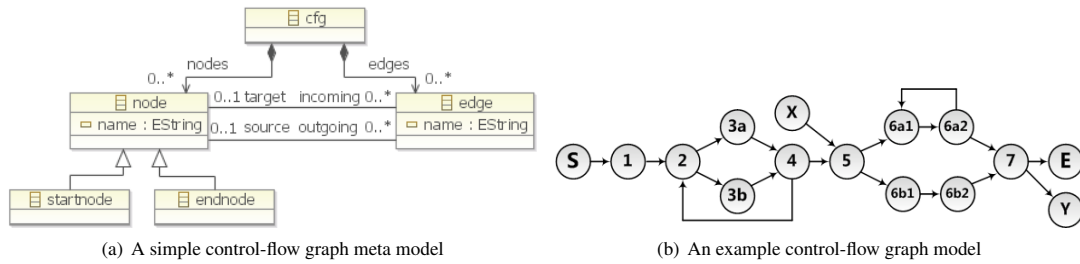 cfg
nodes edges
0..* 0..*
node 0..1 target incoming 0..* edge
name : EString 0..1 source outgoing 0..* name : EString
startnode endnode
(a) A simple control-flow graph meta model
3a X 6a1 6a2
S 1 2 4 5 7 E
3b 6b1 6b2 Y
(b) An example control-flow graph model